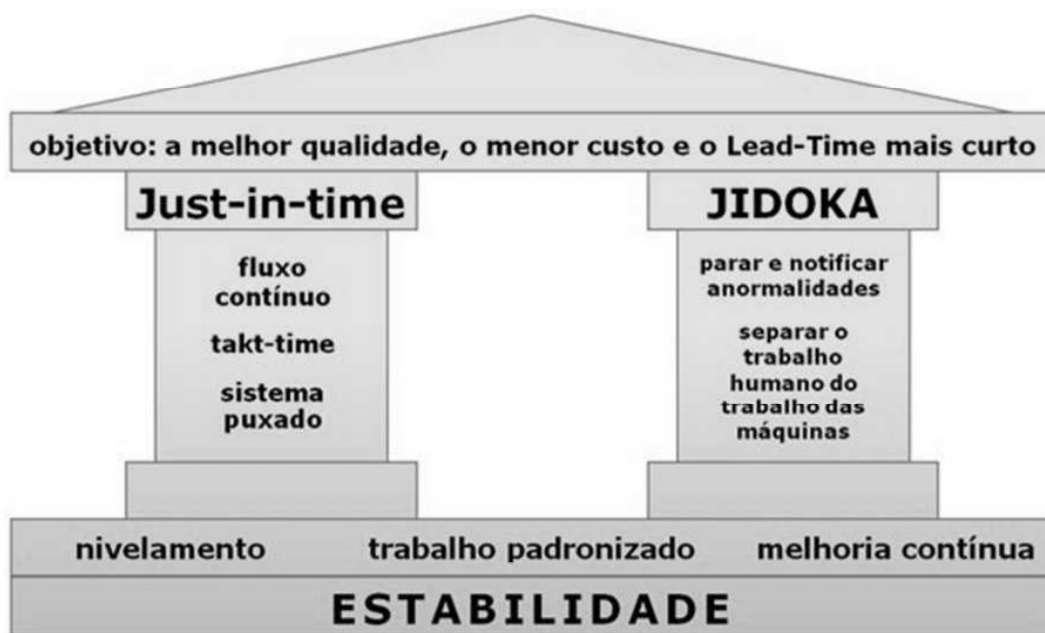 objetivo: a melhor qualidade, o menor custo e o Lead-Time mais curto
Just-in-time
fluxo
contínuo
takt-time
sistema
puxado
JIDOKA
parar e notificar
anormalidades
separar o
trabalho
humano do
trabalho das
máquinas
nivelamento trabalho padronizado melhoria contínua
ESTABILIDADE